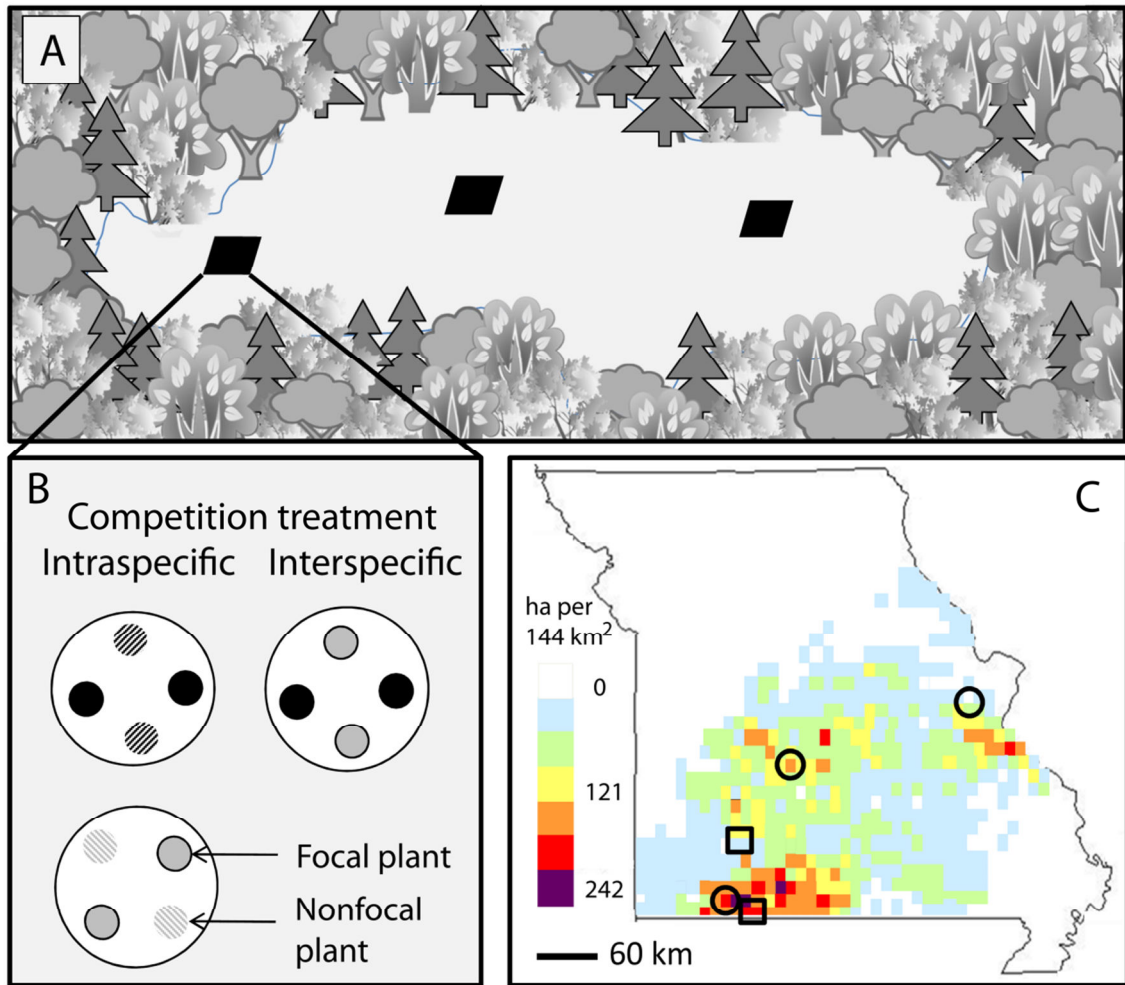 A
B
Competition treatment
Intraspecific Interspecific
Focal plant
Nonfocal
plant
C
ha per
144 km²
0
121
242
60 km